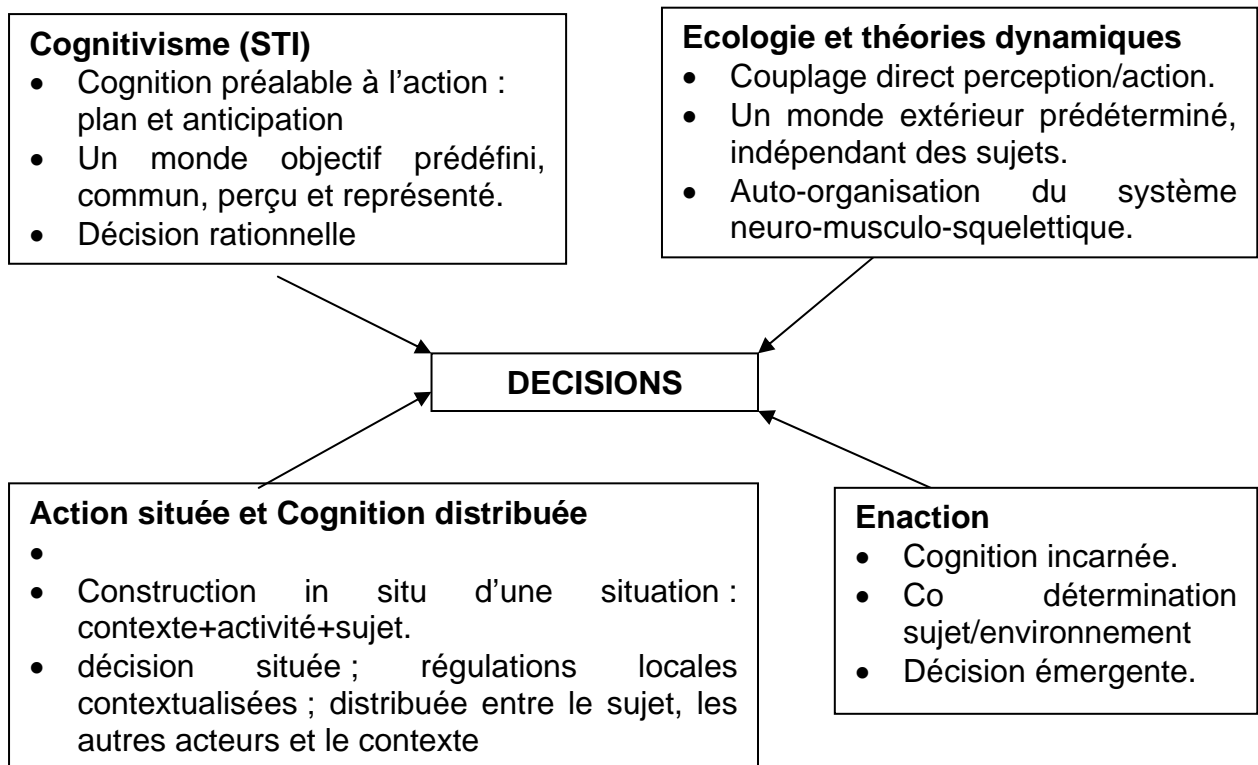 Cognitivisme (STI)
• Cognition préalable à l’action :
plan et anticipation
• Un monde objectif prédéfini,
commun, perçu et représenté.
• Décision rationnelle
Ecologie et théories dynamiques
• Couplage direct perception/action.
• Un monde extérieur prédéterminé,
indépendant des sujets.
• Auto-organisation du système
neuro-musculo-squelettique.
DECISIONS
Action située et Cognition distribuée
•
• Construction in situ d’une situation :
contexte+activité+sujet.
• décision située ; régulations locales
contextualisées ; distribuée entre le sujet, les
autres acteurs et le contexte
Enaction
• Cognition incarnée.
• Co détermination
sujet/environnement
• Décision émergente.